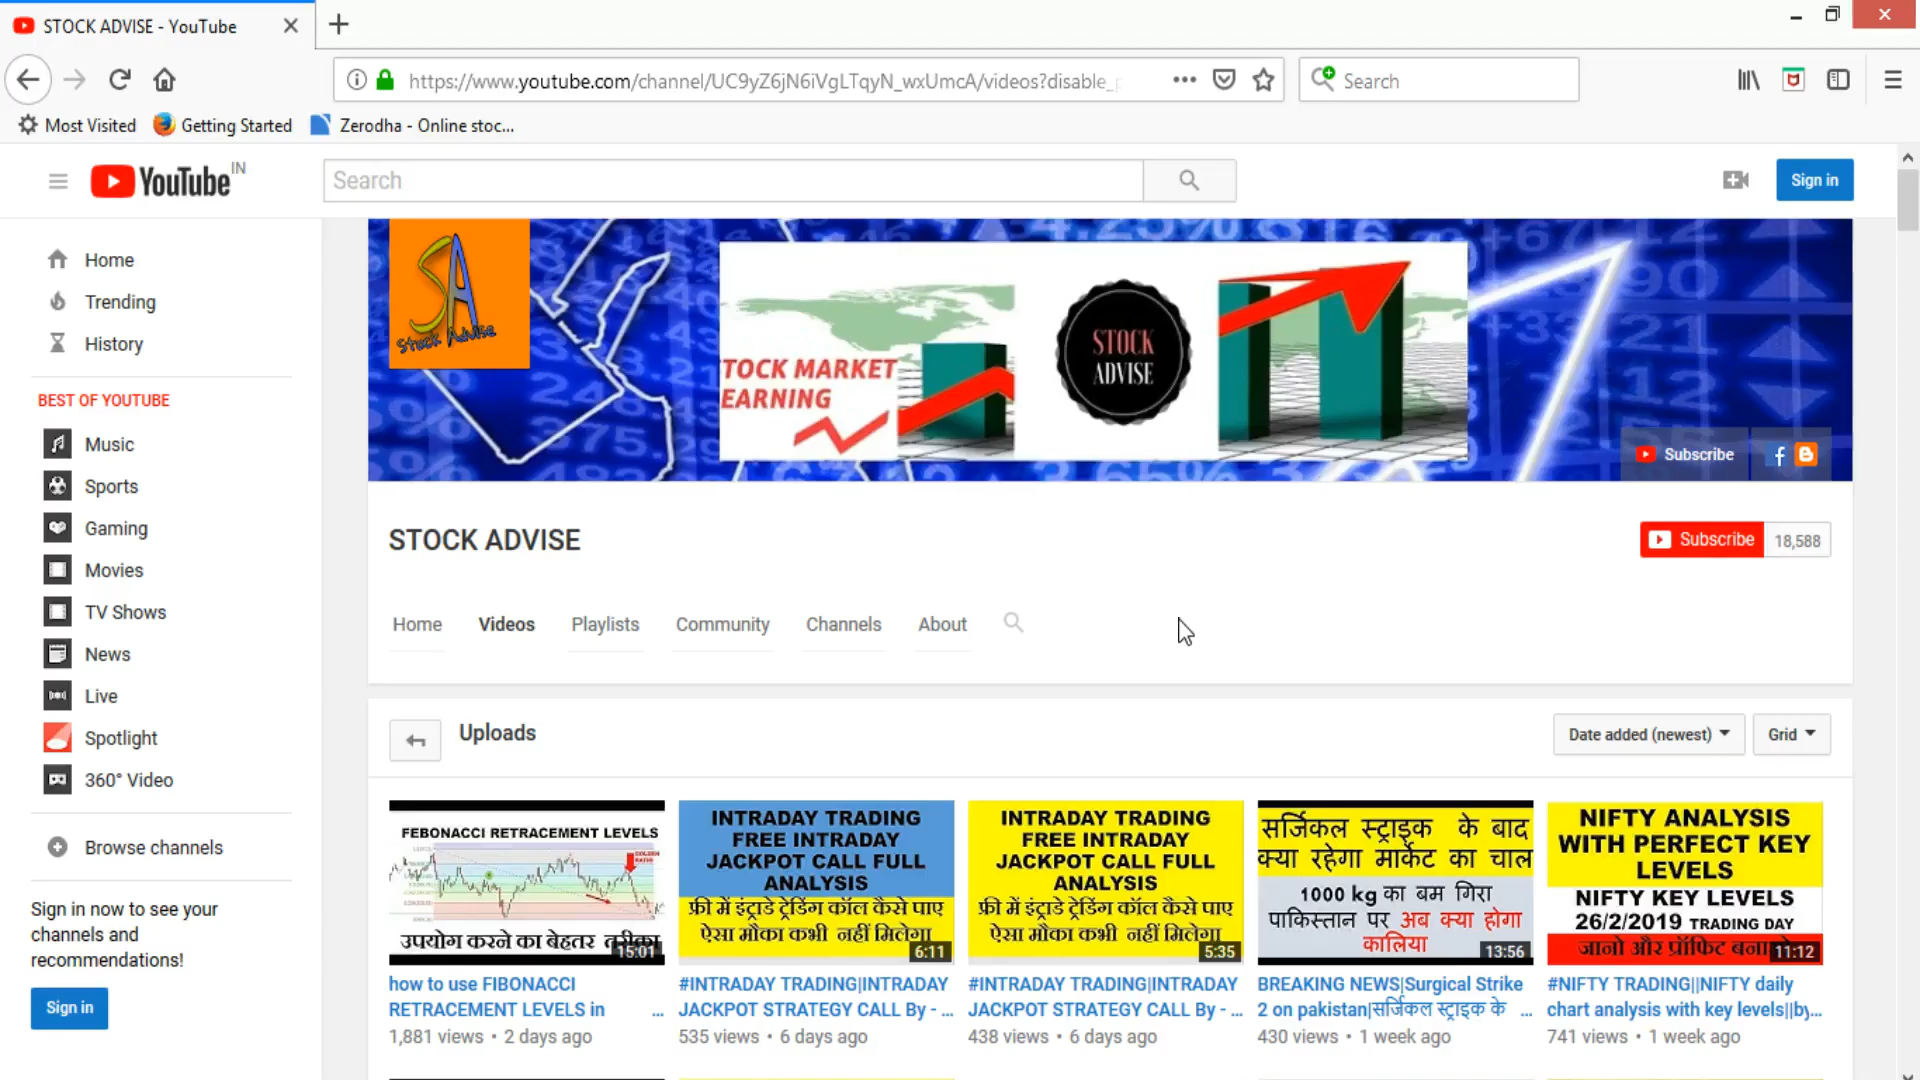 STOCK ADVISE - YouTube
https://www.youtube.com/channel/UC9yZ6jN6iVgLTqyN_wxUmcA/videos?disable_
Search
Most Visited
Getting Started
Zerodha - Online stoc...
YouTube IN
Search
Sign in
Home
Trending
History
BEST OF YOUTUBE
Music
Sports
Gaming
Movies
TV Shows
News
Live
Spotlight
360° Video
Browse channels
Sign in now to see your
channels and
recommendations!
Sign in
SA
Stock Advise
TOCK MARKET
EARNING
STOCK
ADVISE
Subscribe
STOCK ADVISE
Subscribe 18,588
Home Videos Playlists Community Channels About
Uploads
Date added (newest)
Grid
FEBONACCI RETRACEMENT LEVELS
उपयोग करने का बेहतर तरीका
15:01
how to use FIBONACCI
RETRACEMENT LEVELS in ...
1,881 views • 2 days ago
INTRADAY TRADING
FREE INTRADAY
JACKPOT CALL FULL
ANALYSIS
फ्री में इंट्राडे ट्रेडिंग कॉल कैसे पाए
ऐसा मौका कभी नहीं मिलेगा
6:11
#INTRADAY TRADING|INTRADAY
JACKPOT STRATEGY CALL By - ...
535 views • 6 days ago
INTRADAY TRADING
FREE INTRADAY
JACKPOT CALL FULL
ANALYSIS
फ्री में इंट्राडे ट्रेडिंग कॉल कैसे पाए
ऐसा मौका कभी नहीं मिलेगा
5:35
#INTRADAY TRADING|INTRADAY
JACKPOT STRATEGY CALL By - ...
438 views • 6 days ago
सर्जिकल स्ट्राइक के बाद
क्या रहेगा मार्केट का चाल
1000 kg का बम गिरा
पाकिस्तान पर अब क्या होगा
कालिया
13:56
BREAKING NEWS|Surgical Strike
2 on pakistan|सर्जिकल स्ट्राइक के ...
430 views • 1 week ago
NIFTY ANALYSIS
WITH PERFECT KEY
LEVELS
NIFTY KEY LEVELS
26/2/2019 TRADING DAY
जानो और प्रॉफिट
11:12
#NIFTY TRADING||NIFTY daily
chart analysis with key levels||by...
741 views • 1 week ago